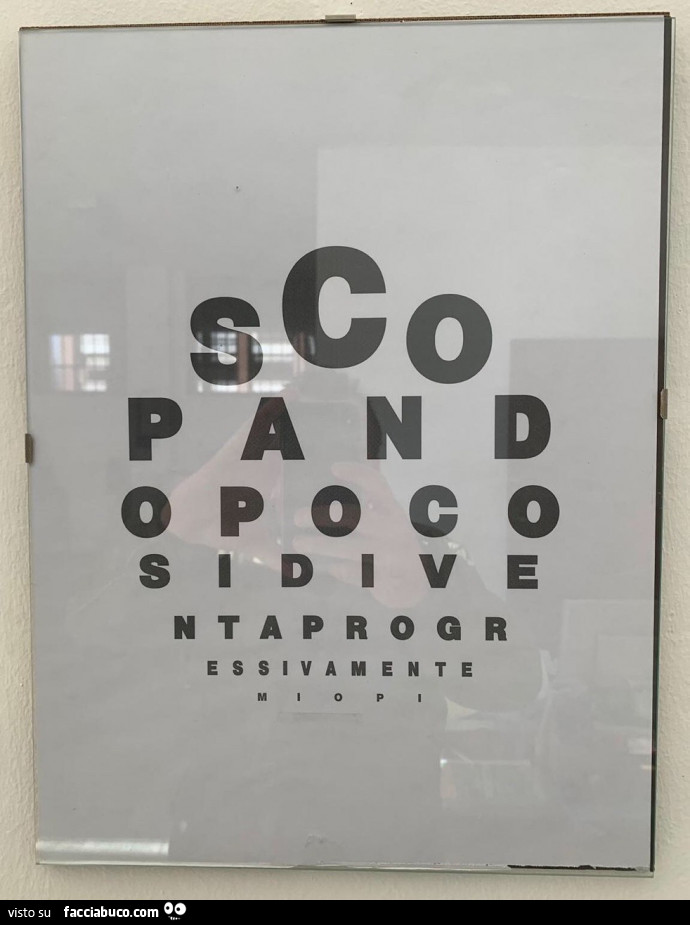 sCo
PAND
OPOCO
SIDIVE
NTAPROGR
ESSIVAMENTE
MIOPI
visto su facciabuco.com